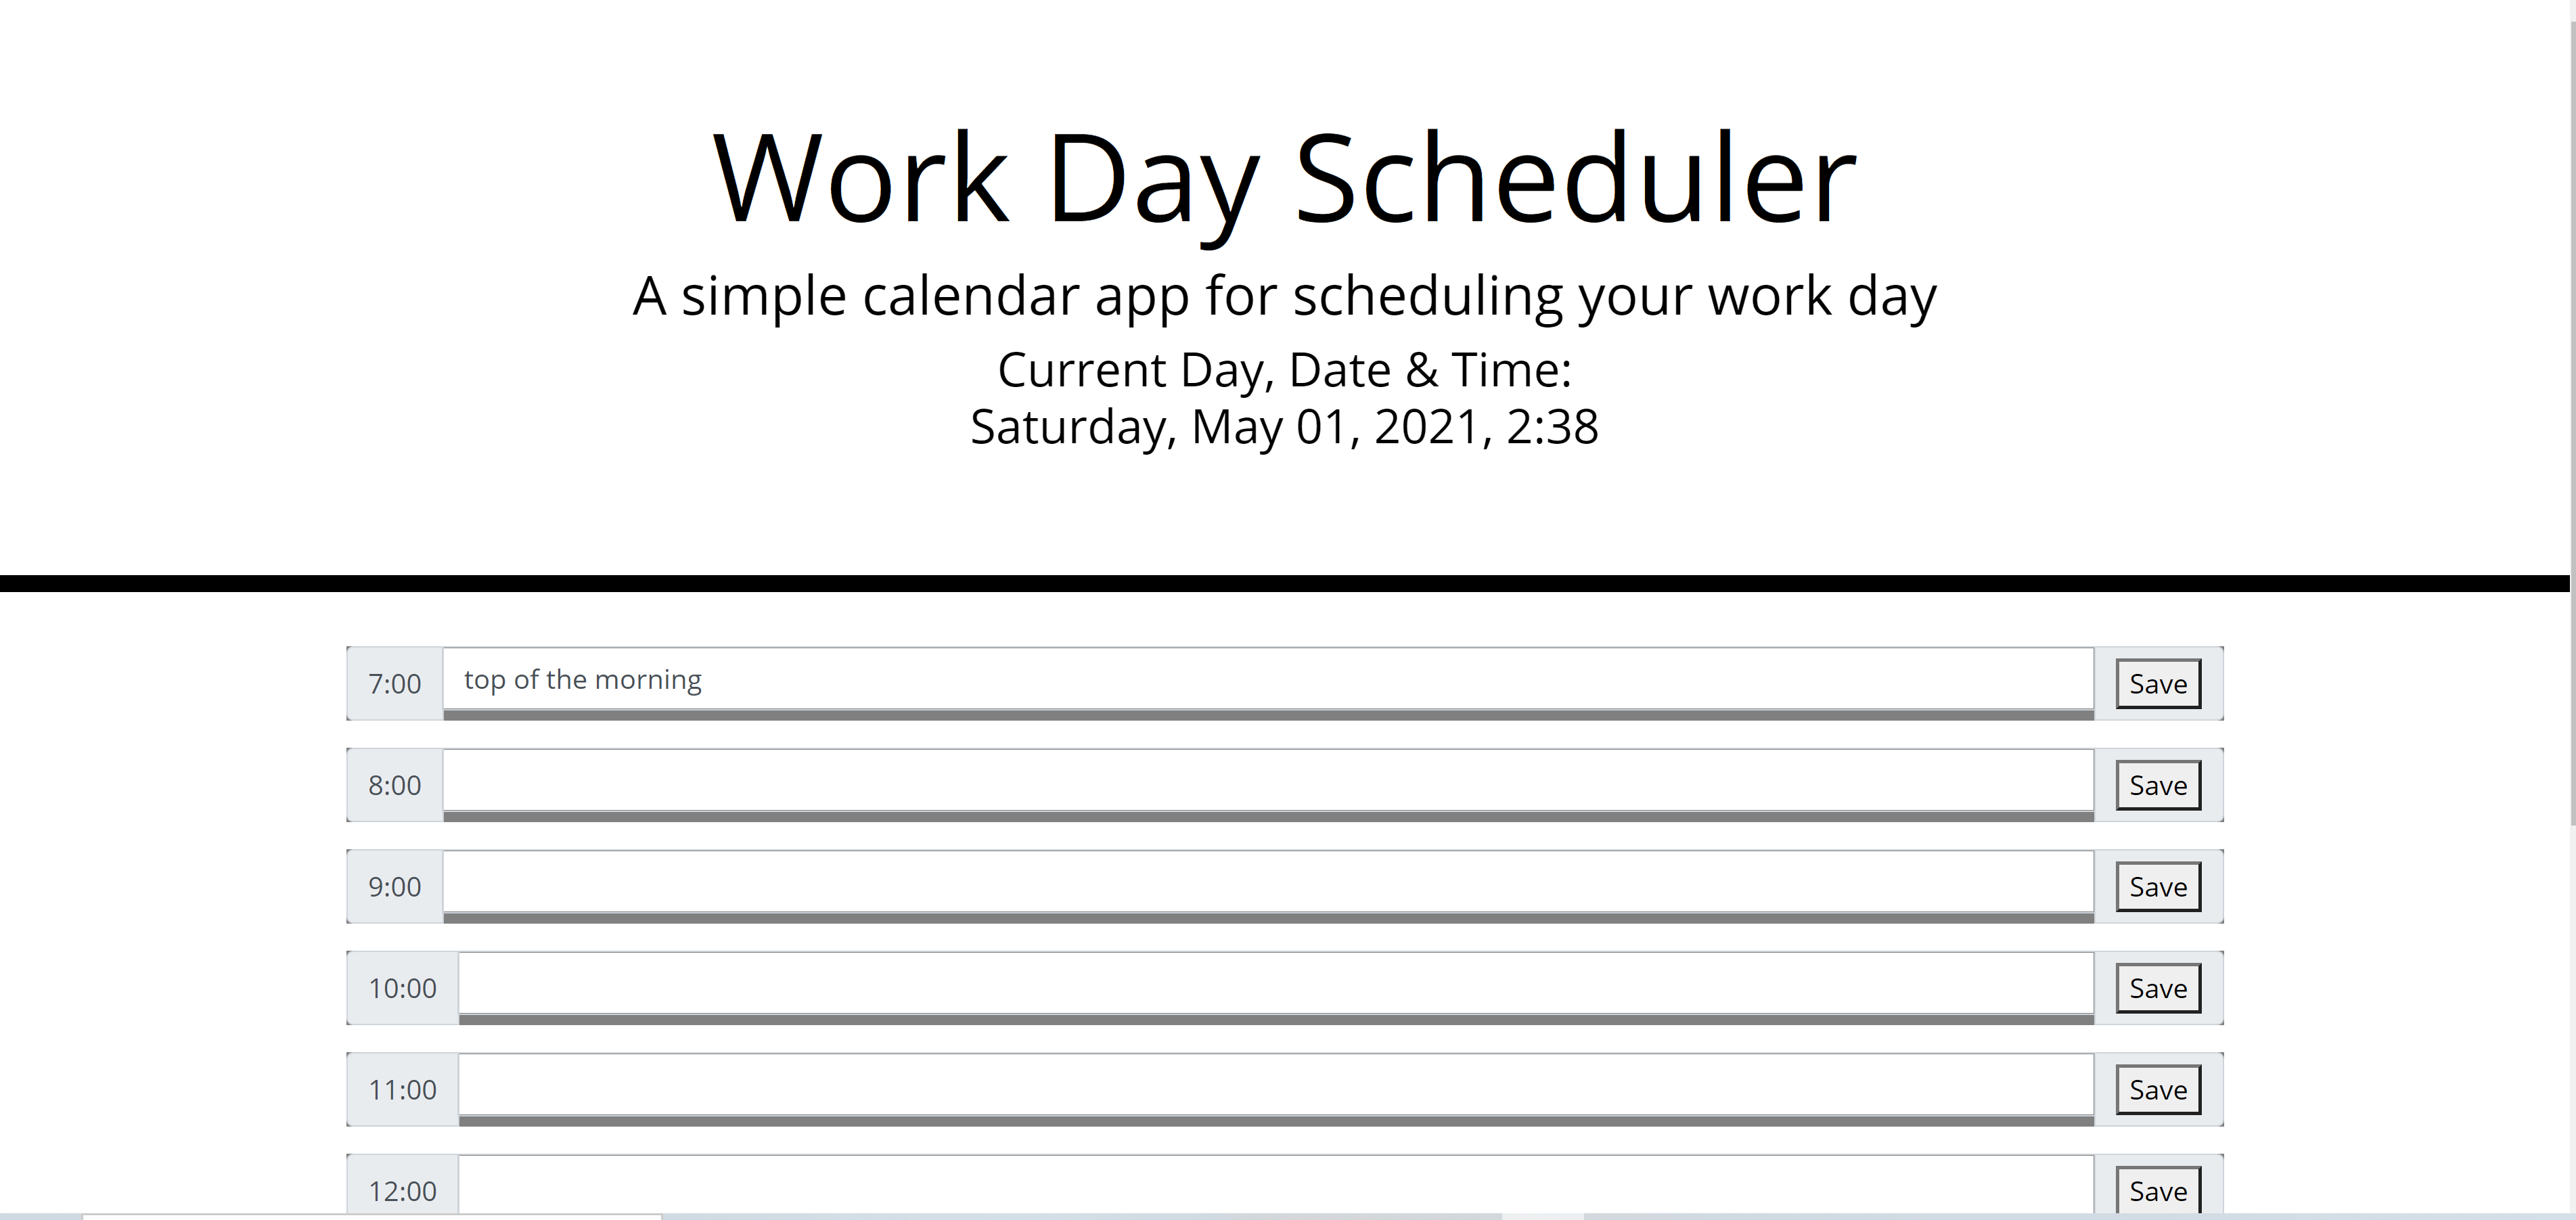 Work Day Scheduler
A simple calendar app for scheduling your work day
Current Day, Date & Time:
Saturday, May 01, 2021, 2:38
7:00 top of the morning Save
8:00 Save
9:00 Save
10:00 Save
11:00 Save
12:00 Save